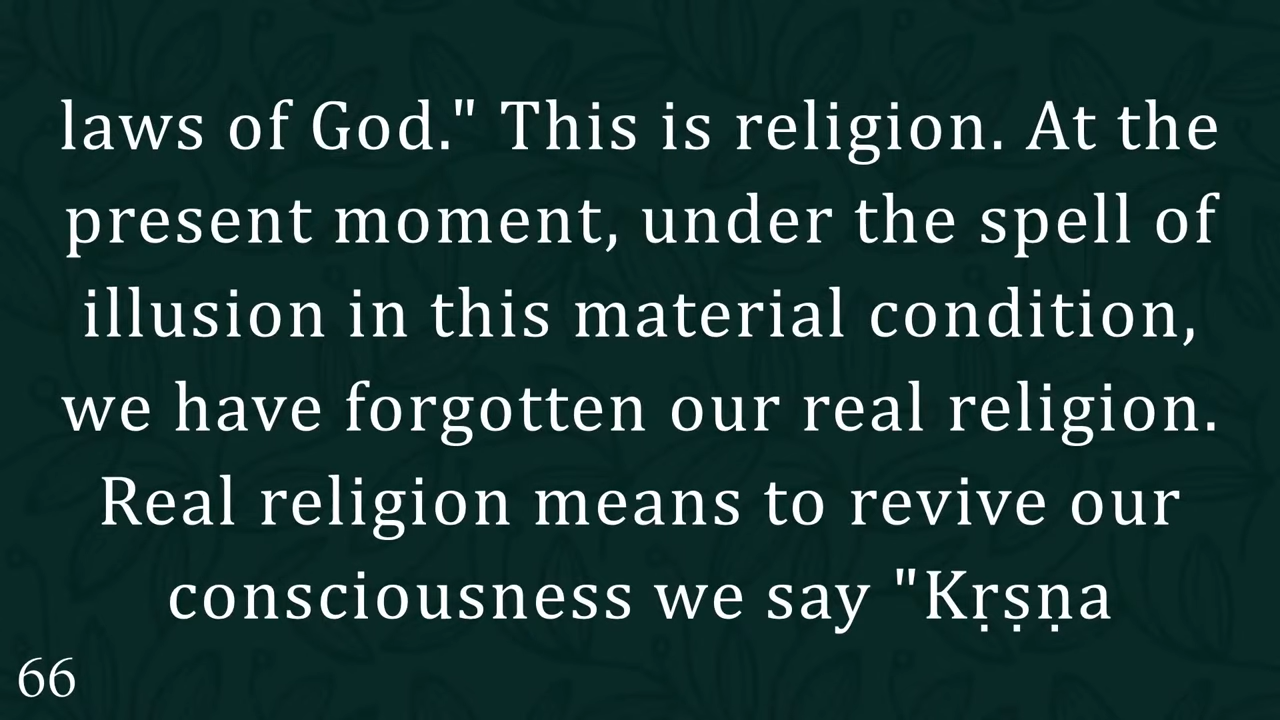 laws of God." This is religion. At the
present moment, under the spell of
illusion in this material condition,
we have forgotten our real religion.
Real religion means to revive our
consciousness we say "Kṛṣṇa
66